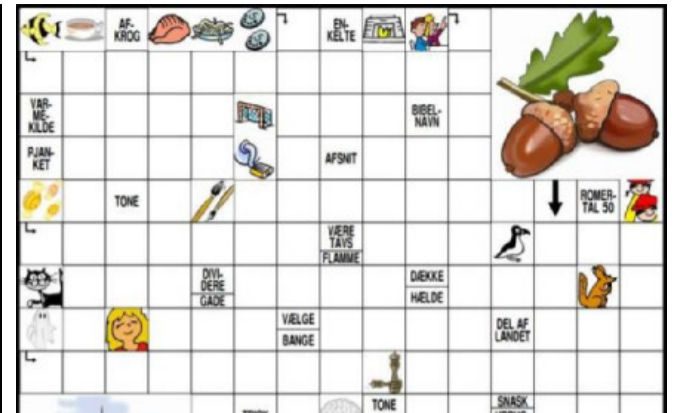 AF-
KROG
EN-
KELTE
VAR-
ME-
KILDE
BIBEL-
NAVN
PJAN-
KET
AFSNIT
TONE
ROMER-
TAL 50
VÆRE
TAVS
FLAMME
DIVI-
DERE
GADE
DÆKKE
HÆLDE
VÆLGE
BANGE
DEL AF
LANDET
TONE
SNASK